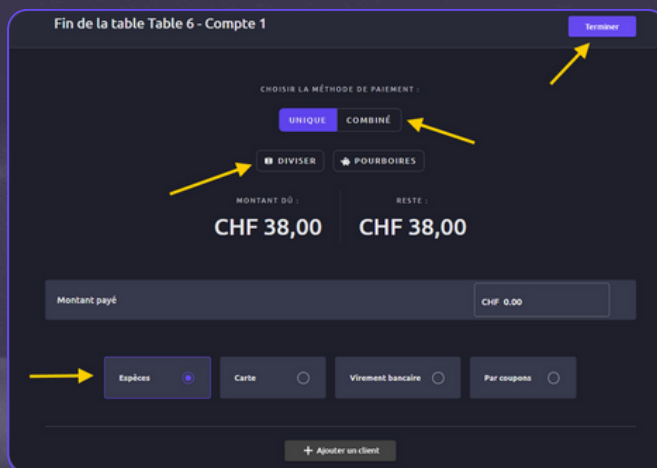 Fin de la table Table 6 - Compte 1
Terminer
CHOISIR LA MÉTHODE DE PAIEMENT :
UNIQUE COMBINÉ
DIVISER POURBOIRES
MONTANT DÛ : RESTE :
CHF 38,00 CHF 38,00
Montant payé CHF 0.00
Espèces Carte Virement bancaire Par coupons
+ Ajouter un client